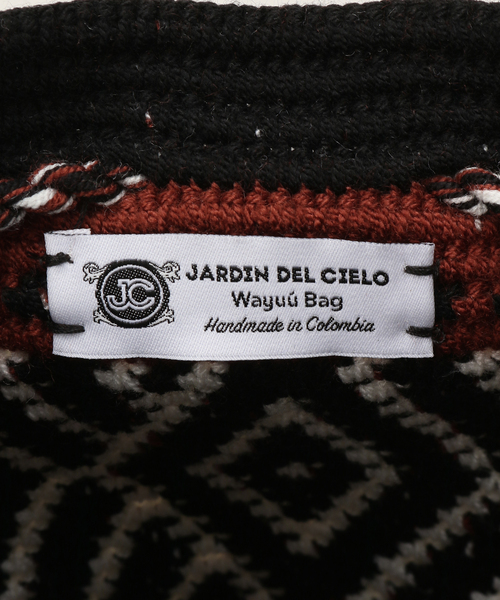 JC
JARDIN DEL CIELO
Wayuú Bag
Handmade in Colombia